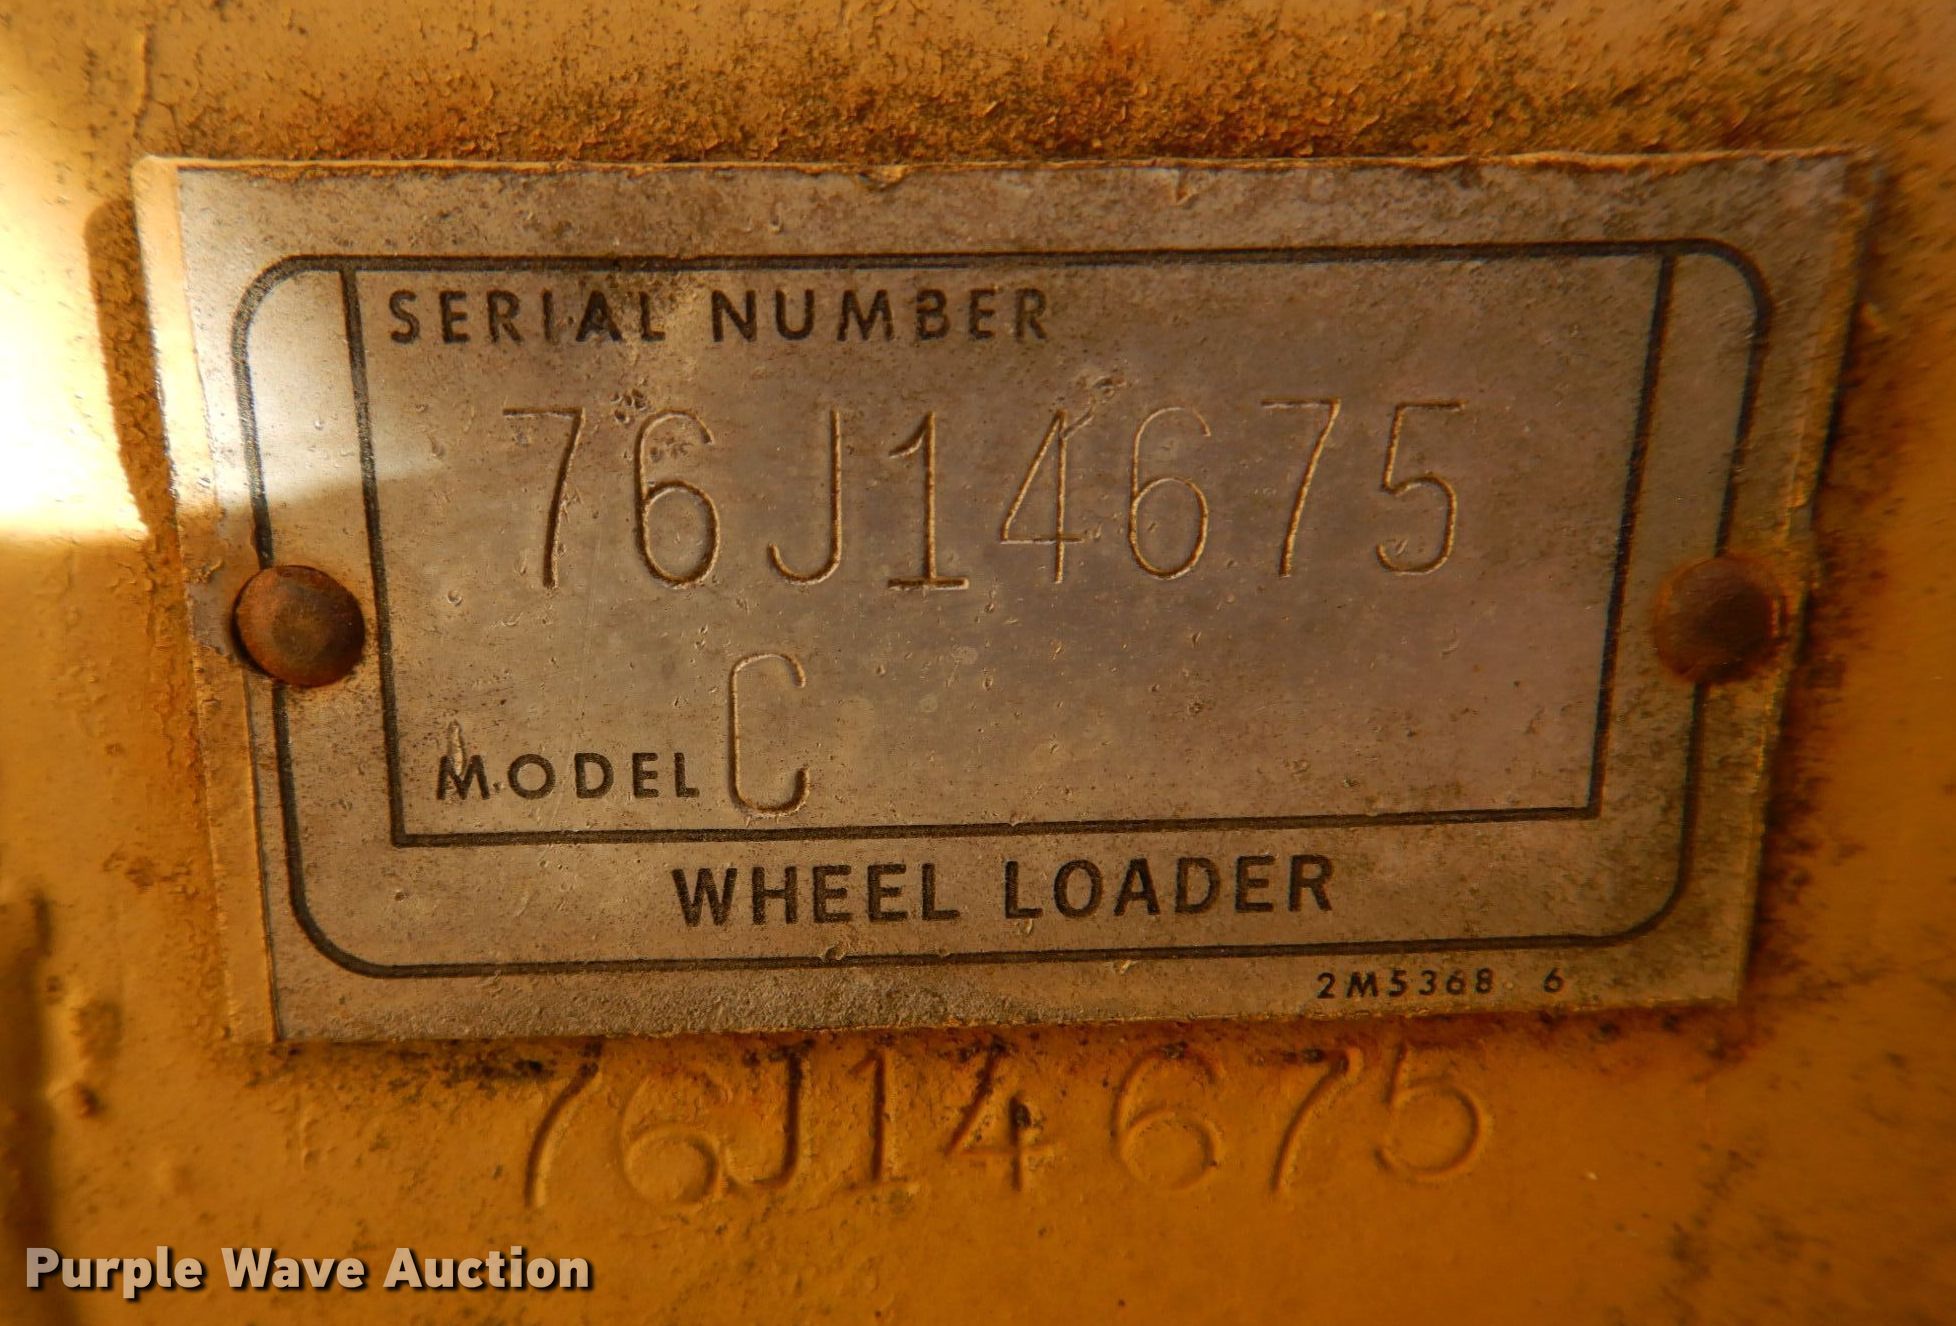 SERIAL NUMBER
76J14675
MODEL C
WHEEL LOADER
2M5368 6
76J14675
Purple Wave Auction